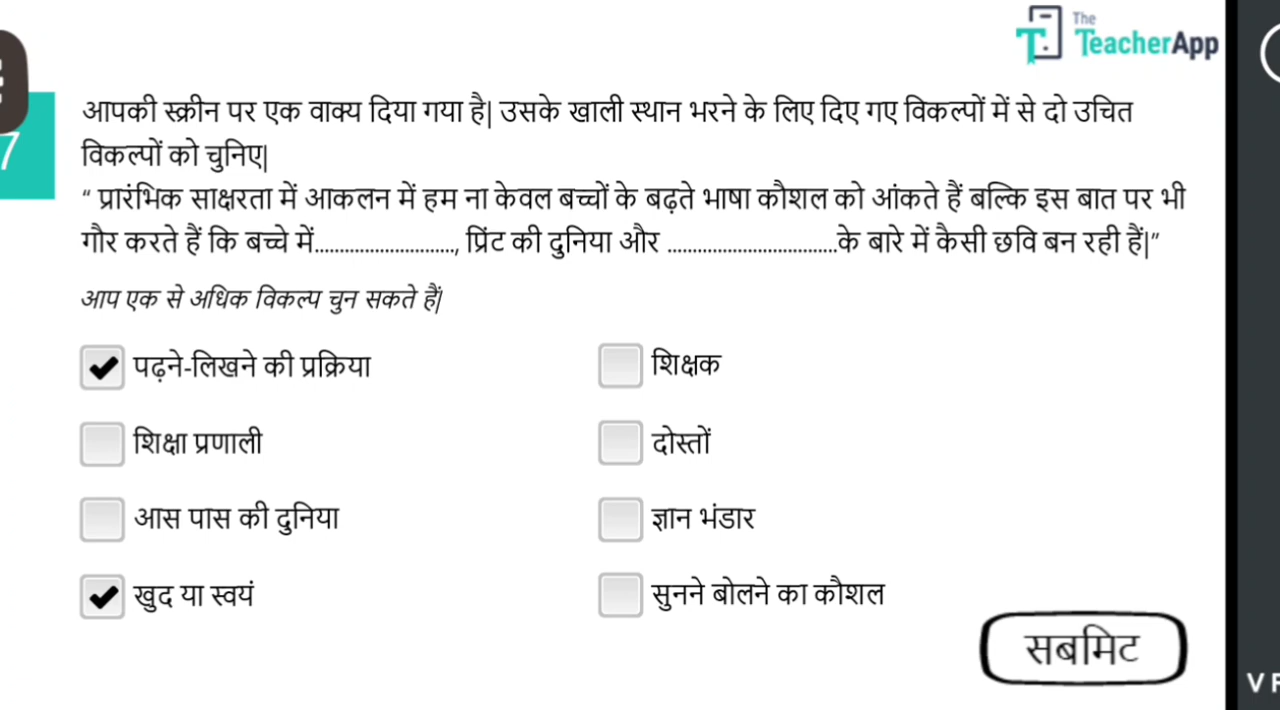 The
TeacherApp
7
आपकी स्क्रीन पर एक वाक्य दिया गया है| उसके खाली स्थान भरने के लिए दिए गए विकल्पों में से दो उचित
विकल्पों को चुनिए|
“ प्रारंभिक साक्षरता में आकलन में हम ना केवल बच्चों के बढ़ते भाषा कौशल को आंकते हैं बल्कि इस बात पर भी
गौर करते हैं कि बच्चे में............................, प्रिंट की दुनिया और ..................................के बारे में कैसी छवि बन रही हैं|”
आप एक से अधिक विकल्प चुन सकते हैं|
पढ़ने-लिखने की प्रक्रिया
शिक्षक
शिक्षा प्रणाली
दोस्तों
आस पास की दुनिया
ज्ञान भंडार
खुद या स्वयं
सुनने बोलने का कौशल
सबमिट